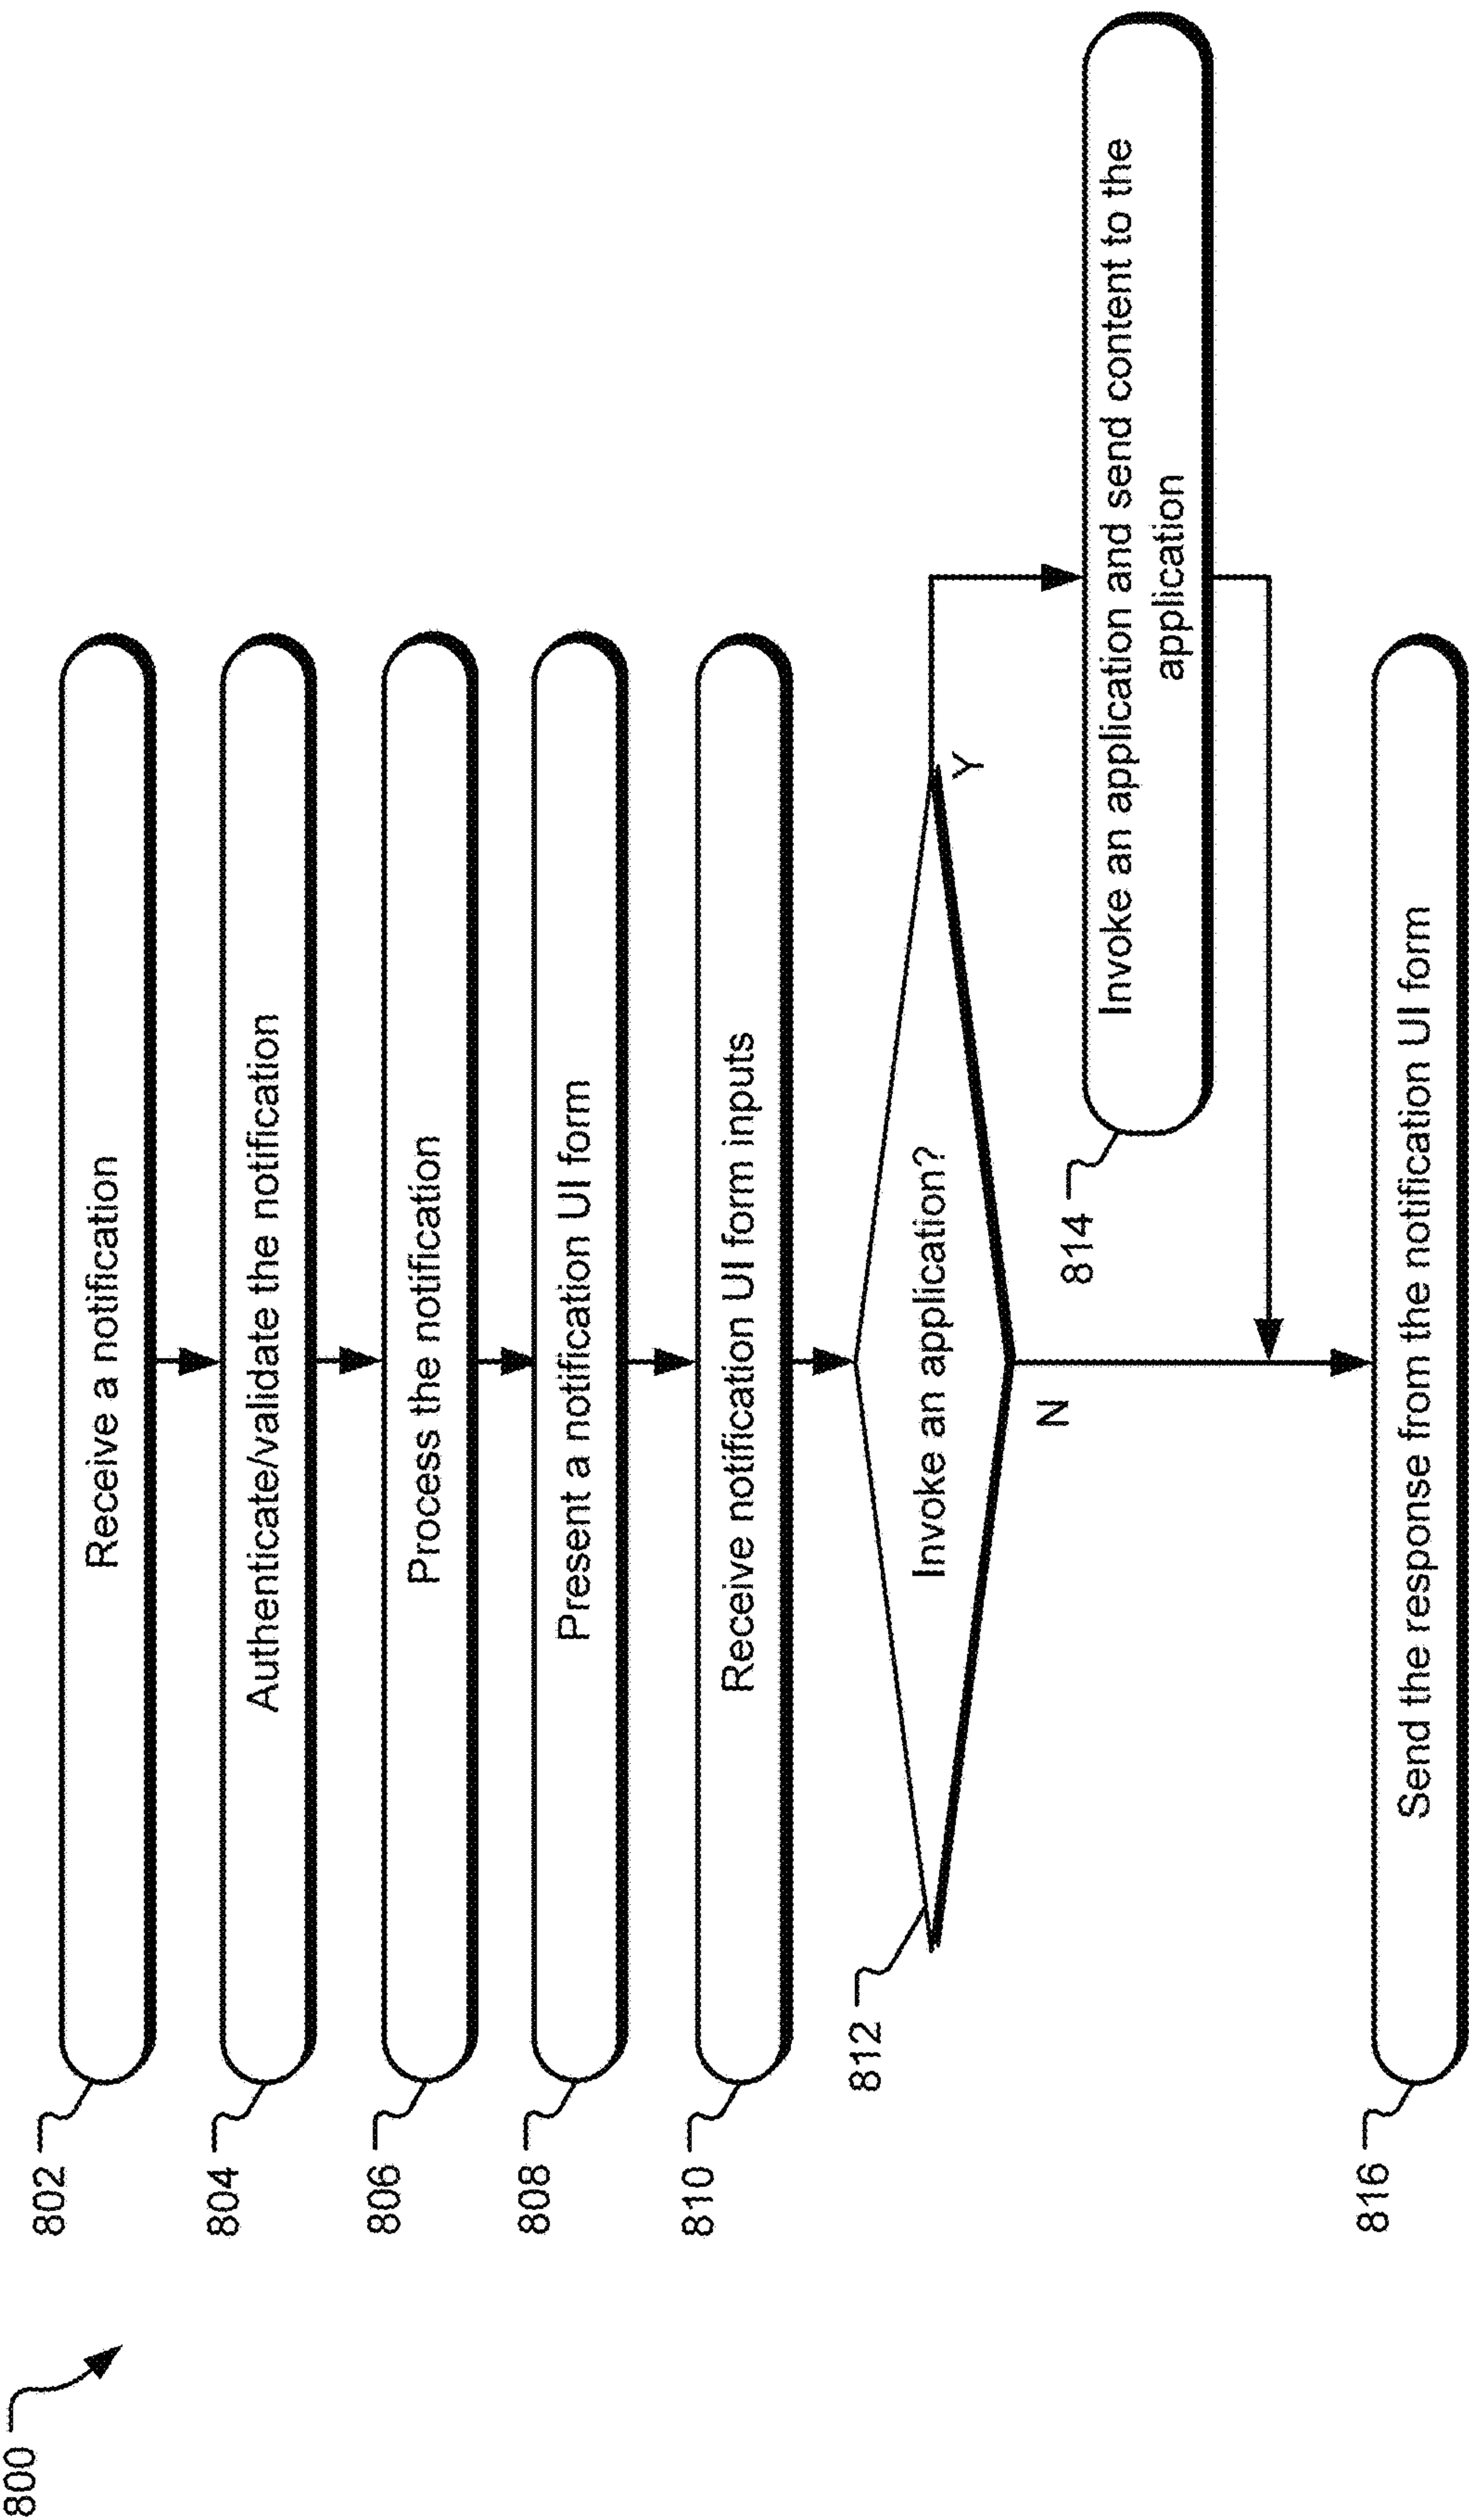 800
802
Receive a notification
804
Authenticate/validate the notification
806
Process the notification
808
Present a notification UI form
810
Receive notification UI form inputs
812
Invoke an application?
Y
N
814
Invoke an application and send content to the
application
816
Send the response from the notification UI form